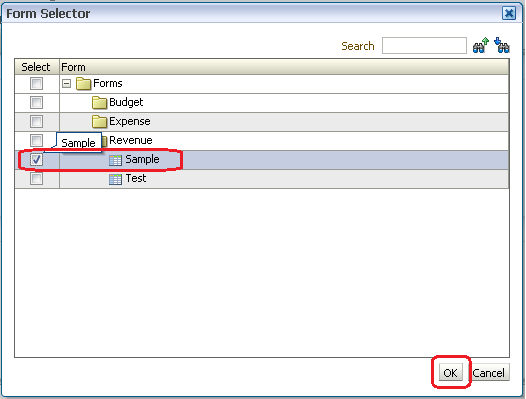 Form Selector
Search
Select Form
Forms
Budget
Expense
Revenue
Sample
Sample
Test
OK Cancel